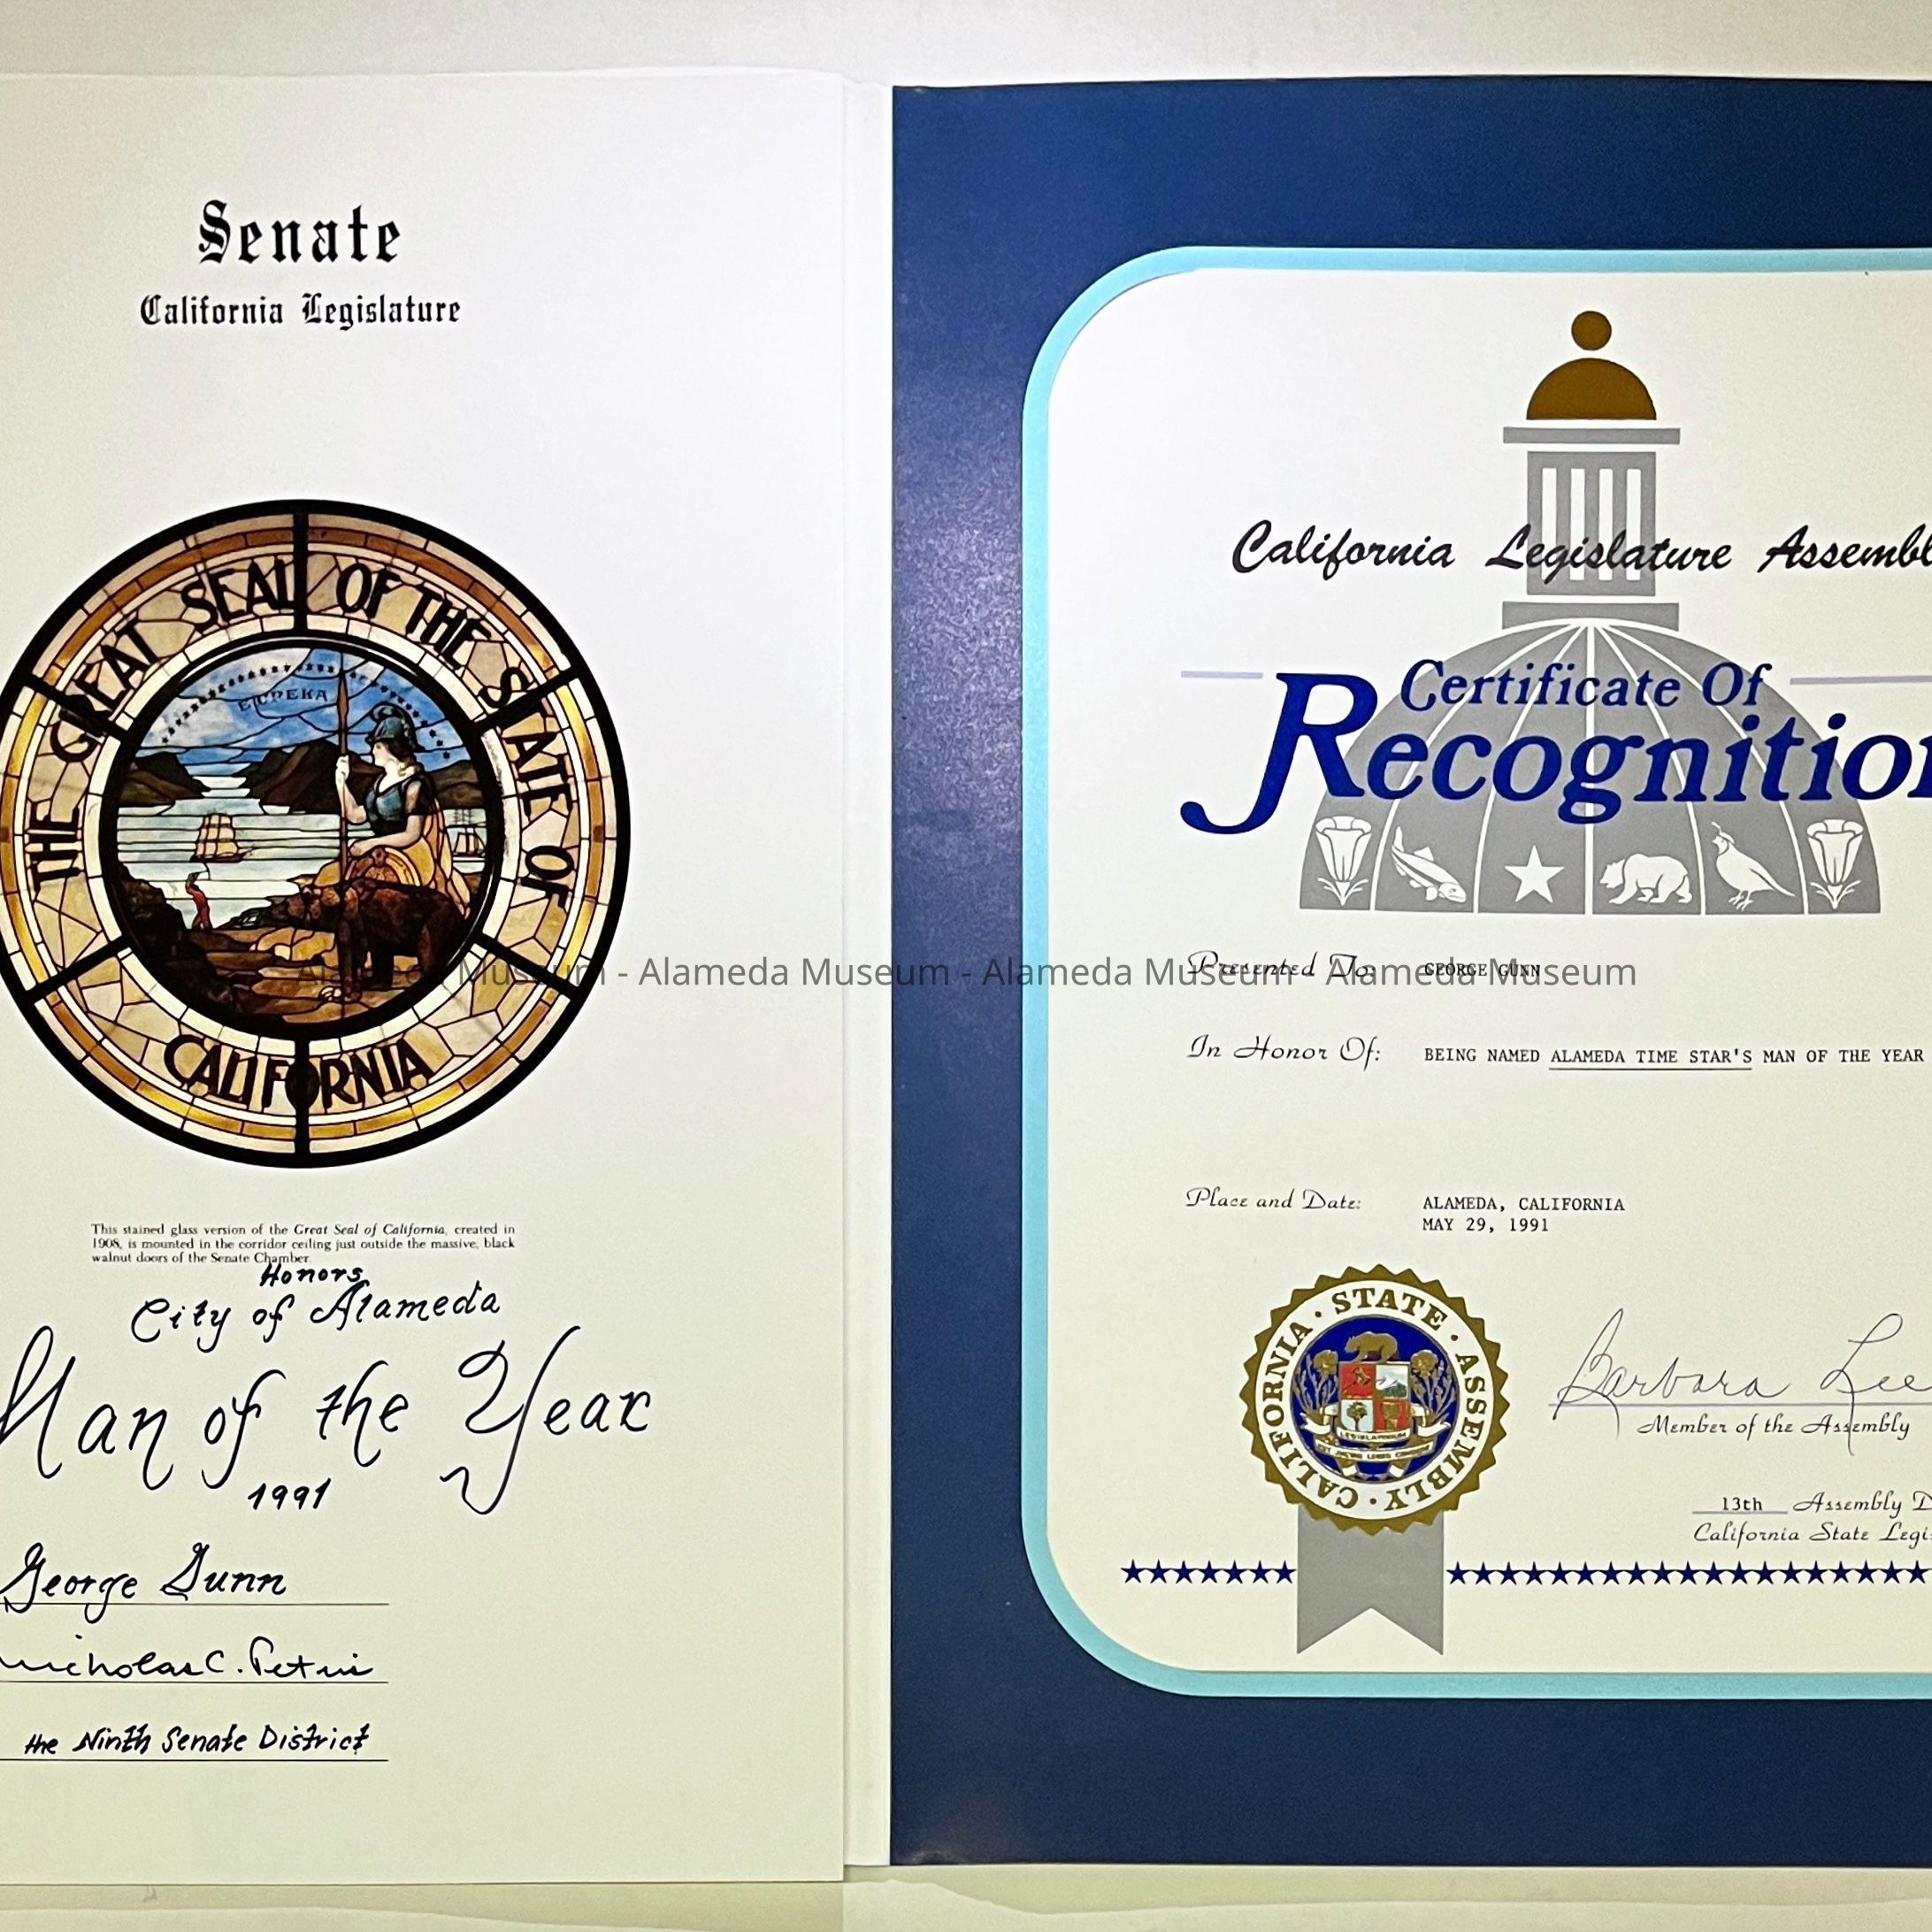 Senate
California Legislature
THE GREAT SEAL OF THE STATE OF
EUREKA
CALIFORNIA
This stained glass version of the Great Seal of California, created in
1908, is mounted in the corridor ceiling just outside the massive, black
walnut doors of the Senate Chamber.
Honors
City of Alameda
Man of the Year
1991
George Gunn
Nicholas C. Petris
the Ninth Senate District
California Legislature Assembl
Certificate Of
Recognition
Presented To: GEORGE GUNN
Museum - Alameda Museum - Alameda Museum - Alameda Museum
In Honor Of: BEING NAMED ALAMEDA TIME STAR'S MAN OF THE YEAR
Place and Date: ALAMEDA, CALIFORNIA
MAY 29, 1991
CALIFORNIA · STATE · ASSEMBLY ·
Barbara Lee
Member of the Assembly
13th Assembly D
California State Legi